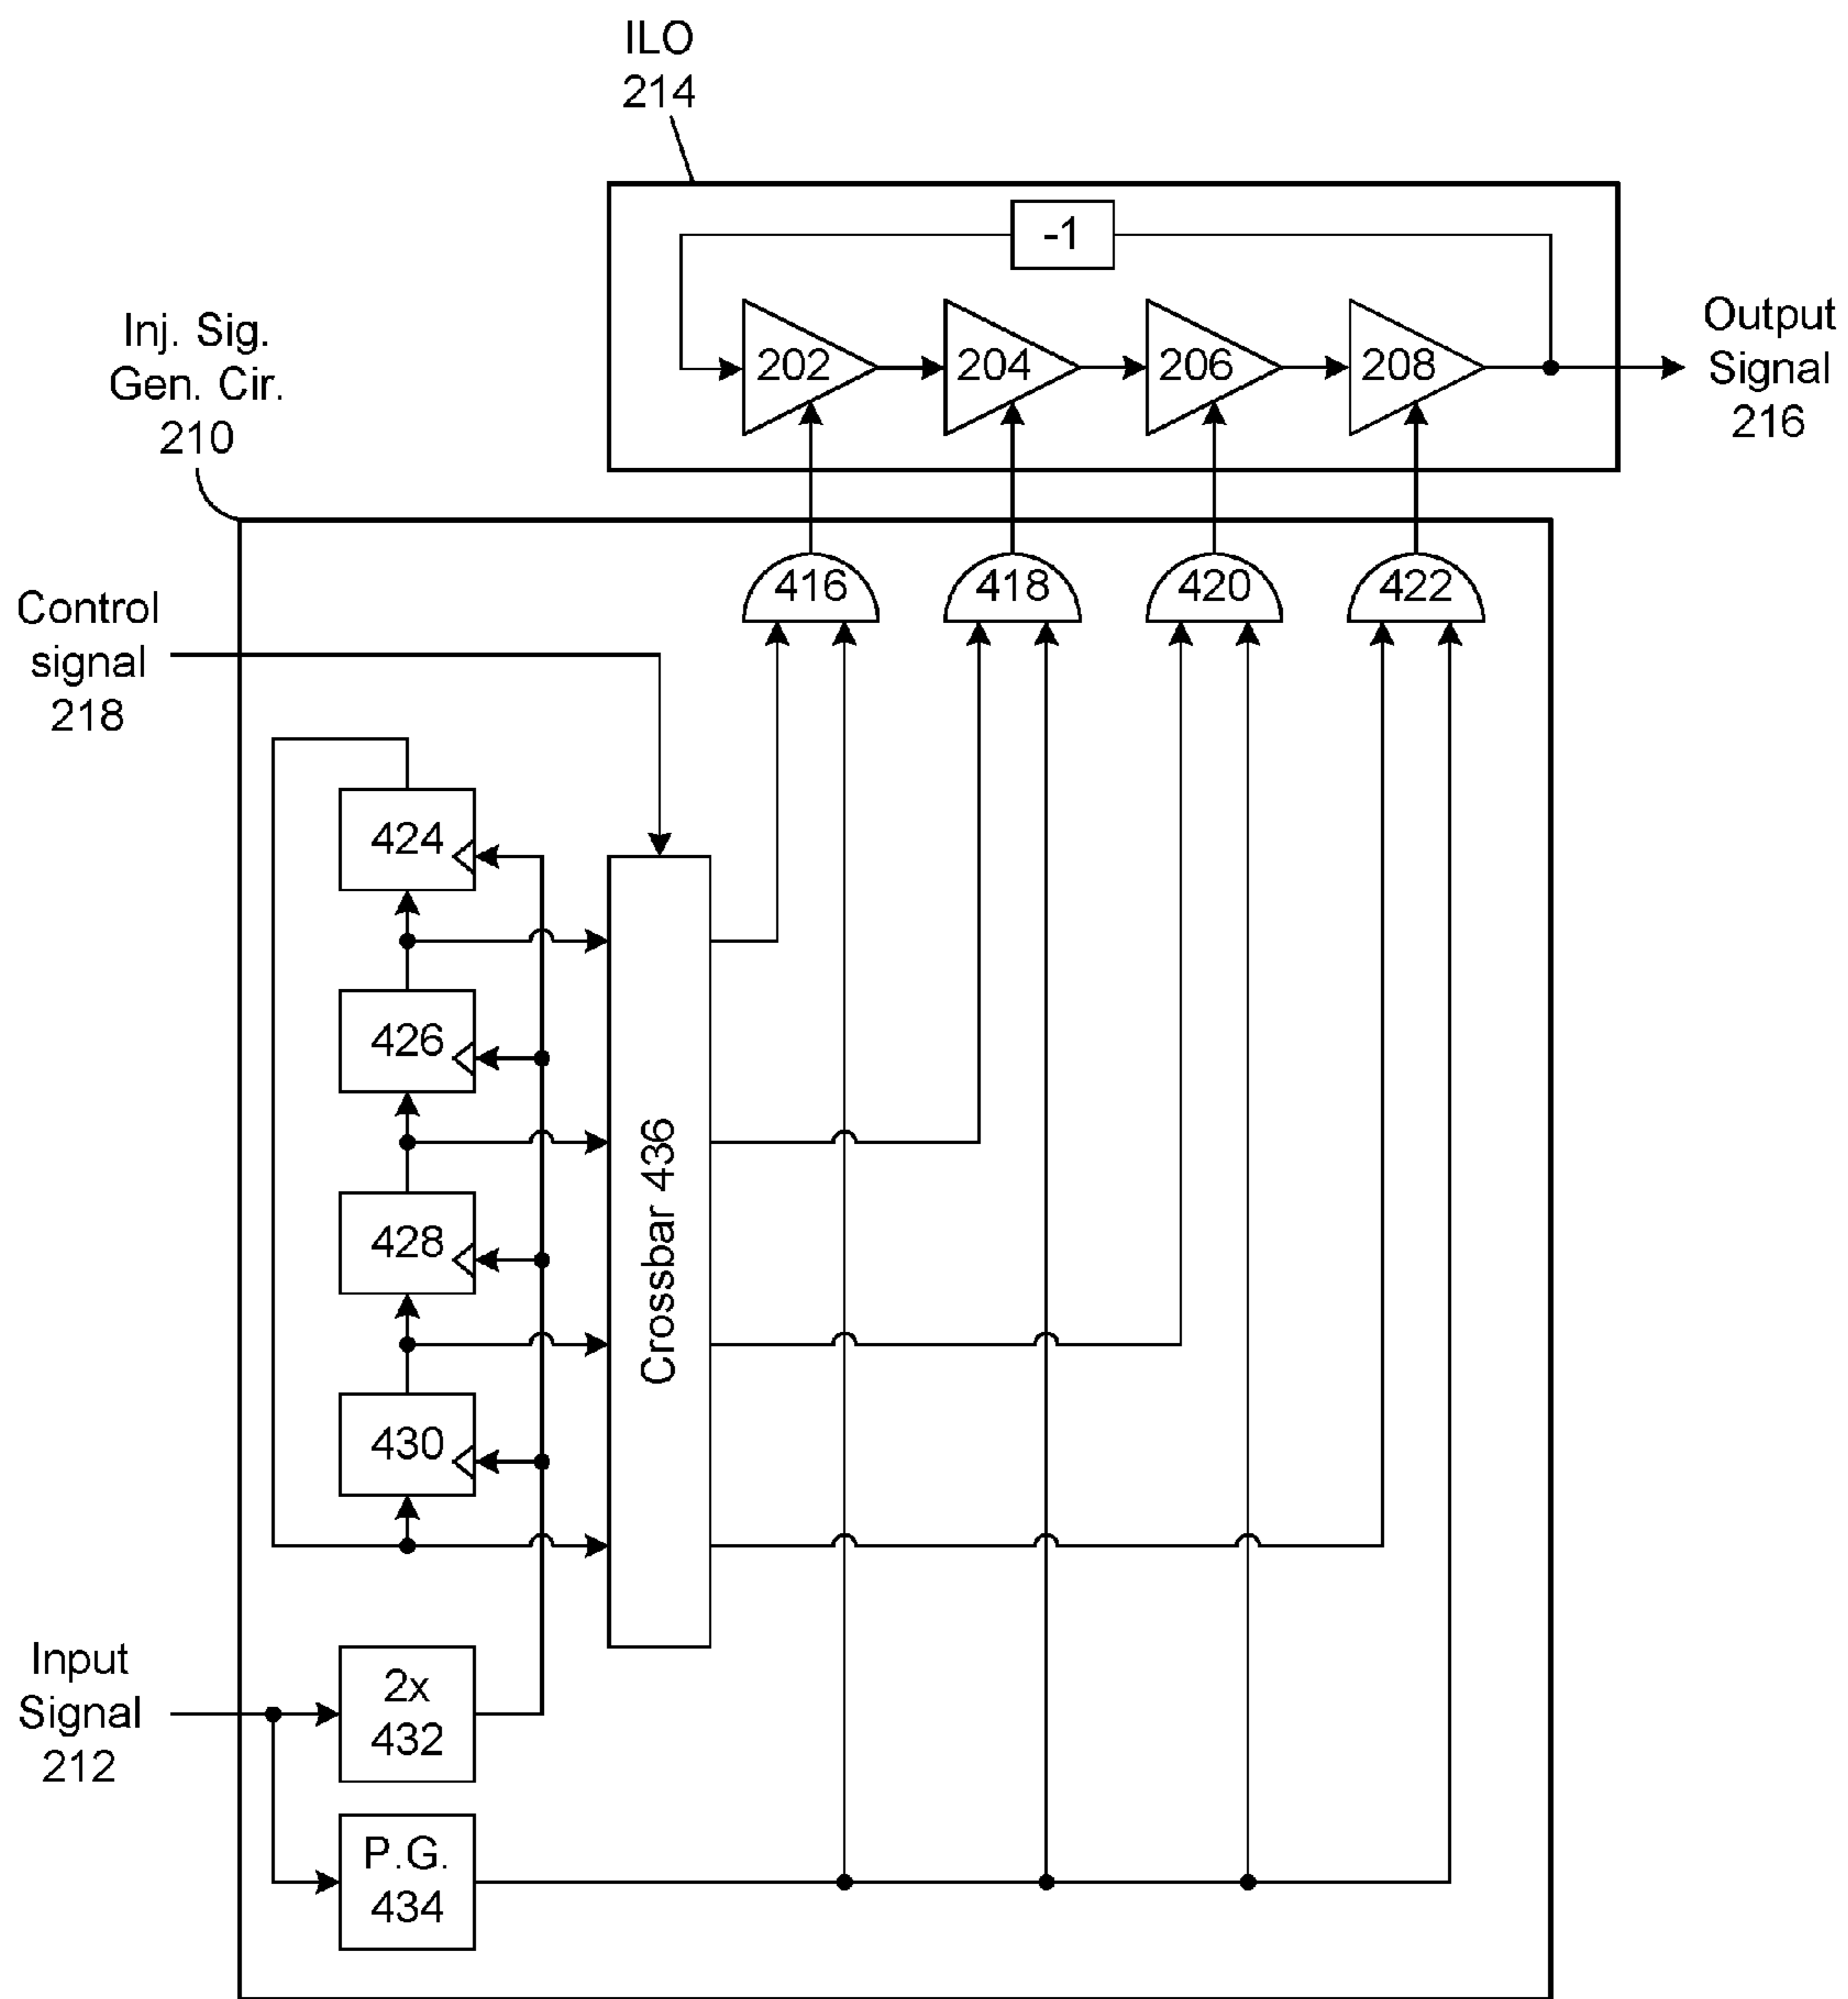 ILO
214
-1
202
204
206
208
Output
Signal
216
Inj. Sig.
Gen. Cir.
210
416
418
420
422
Control
signal
218
424
426
428
430
Crossbar 436
Input
Signal
212
2x
432
P.G.
434